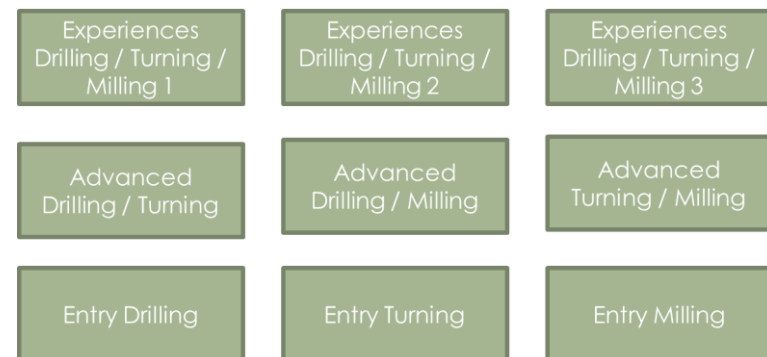 Experiences
Drilling / Turning /
Milling 1
Experiences
Drilling / Turning /
Milling 2
Experiences
Drilling / Turning /
Milling 3
Advanced
Drilling / Turning
Advanced
Drilling / Milling
Advanced
Turning / Milling
Entry Drilling
Entry Turning
Entry Milling